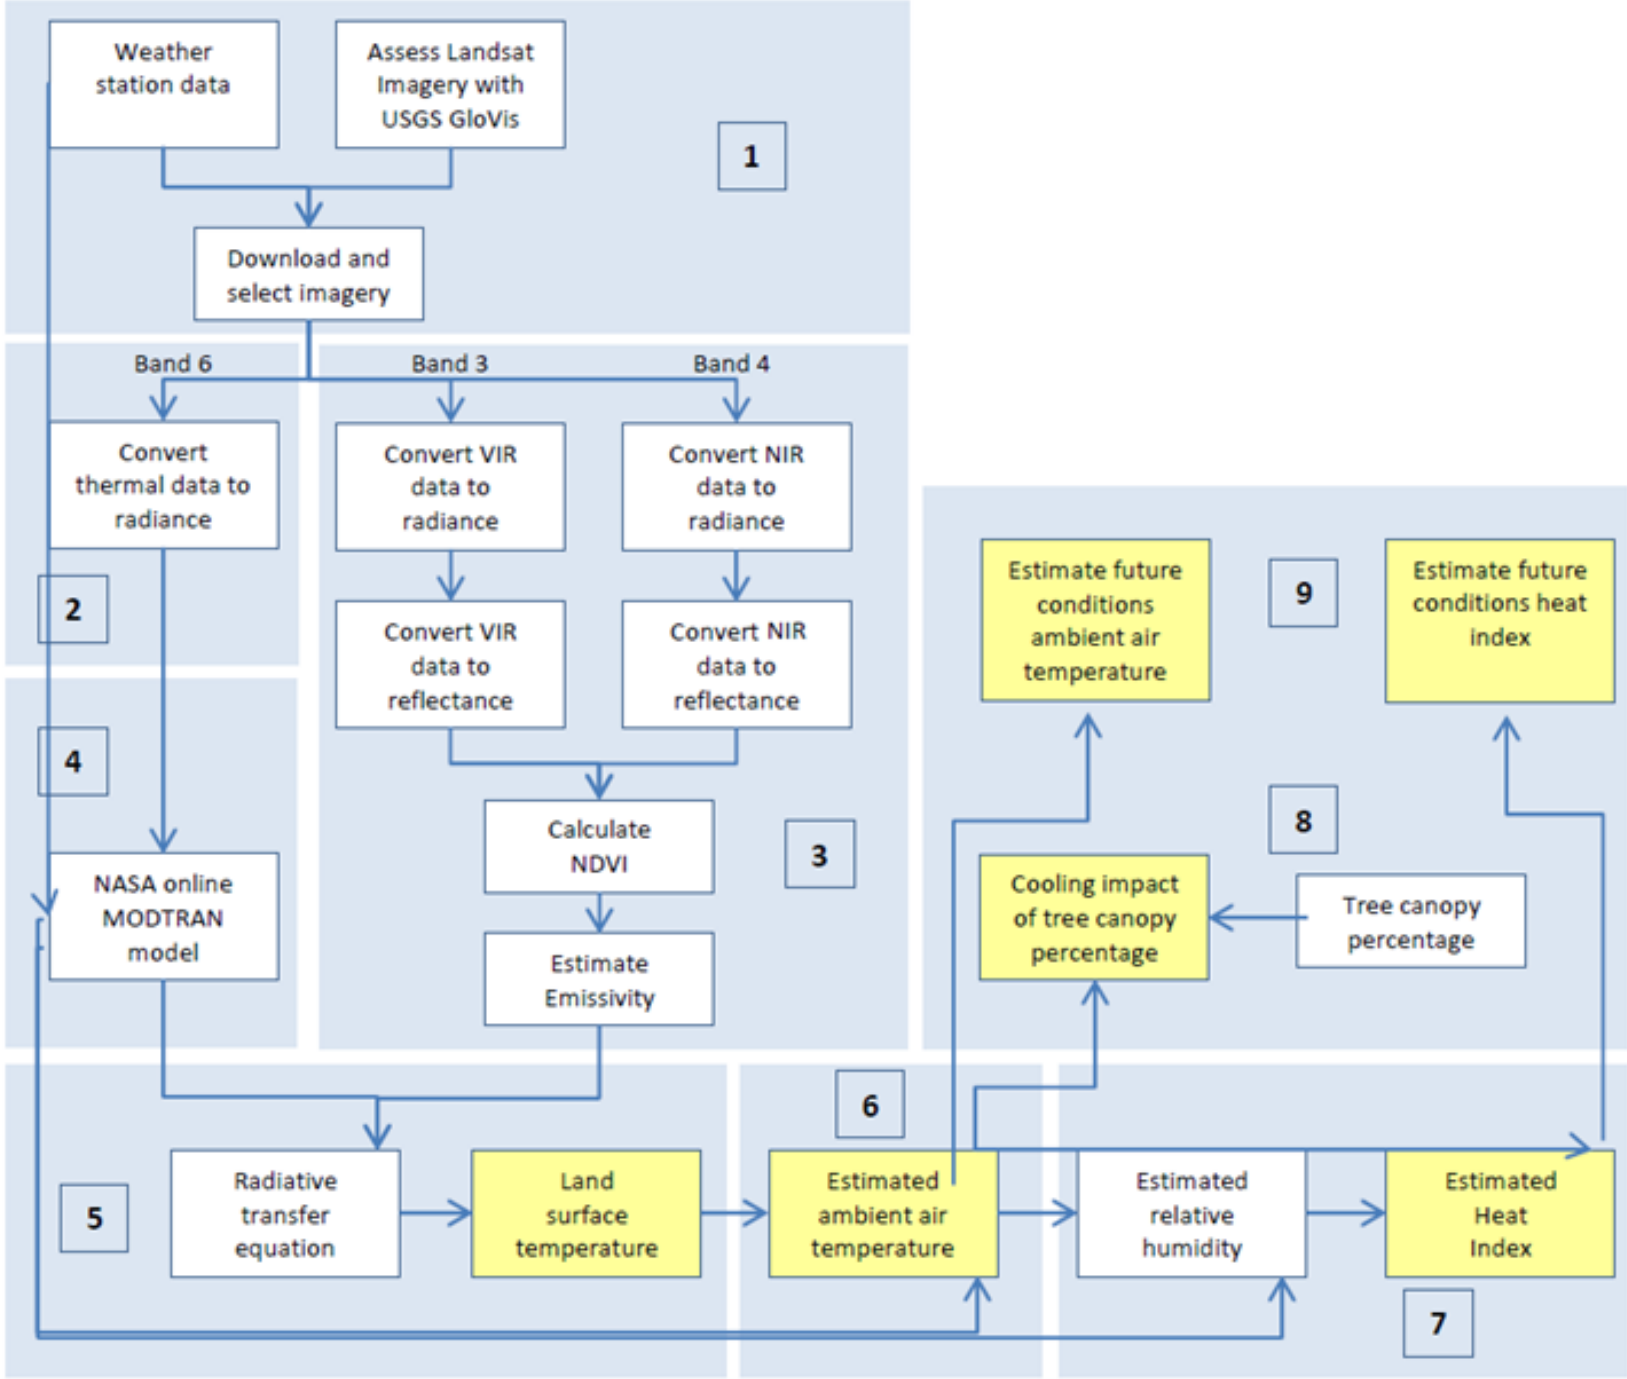 Weather
station data
Assess Landsat
Imagery with
USGS GloVis
1
Download and
select imagery
Band 6
Band 3
Band 4
Convert
thermal data to
radiance
Convert VIR
data to
radiance
Convert NIR
data to
radiance
2
Convert VIR
data to
reflectance
Convert NIR
data to
reflectance
4
Calculate
NDVI
3
NASA online
MODTRAN
model
Estimate
Emissivity
Estimate future
conditions
ambient air
temperature
9
Estimate future
conditions heat
index
8
Cooling impact
of tree canopy
percentage
Tree canopy
percentage
5
Radiative
transfer
equation
Land
surface
temperature
6
Estimated
ambient air
temperature
Estimated
relative
humidity
Estimated
Heat
Index
7